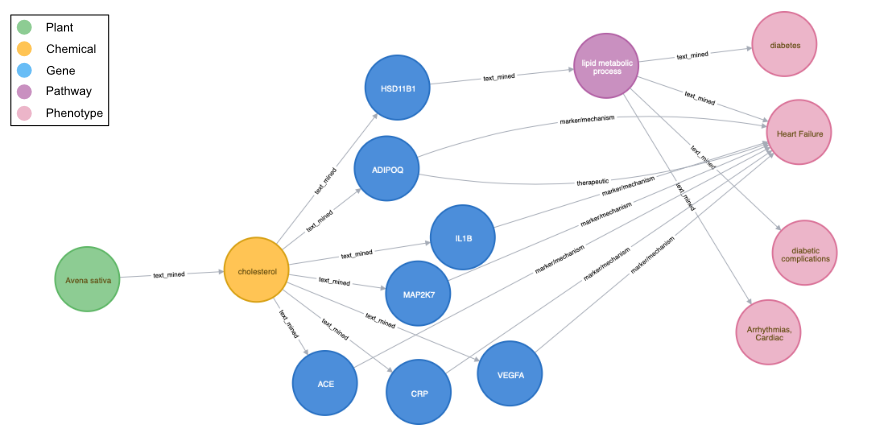 Plant
Chemical
Gene
Pathway
Phenotype
lipid metabolic
process
text_mined
diabetes
HSD11B1
text_mined
text_mined
Heart Failure
marker/mechanism
ADIPOQ
text_mined
text_mined
therapeutic
marker/mechanism
text_mined
text_mined
marker/mechanism
IL1B
text_mined
marker/mechanism
marker/mechanism
marker/mechanism
diabetic
complications
Avena sativa
text_mined
cholesterol
text_mined
MAP2K7
text_mined
text_mined
text_mined
Arrhythmias,
Cardiac
ACE
CRP
VEGFA